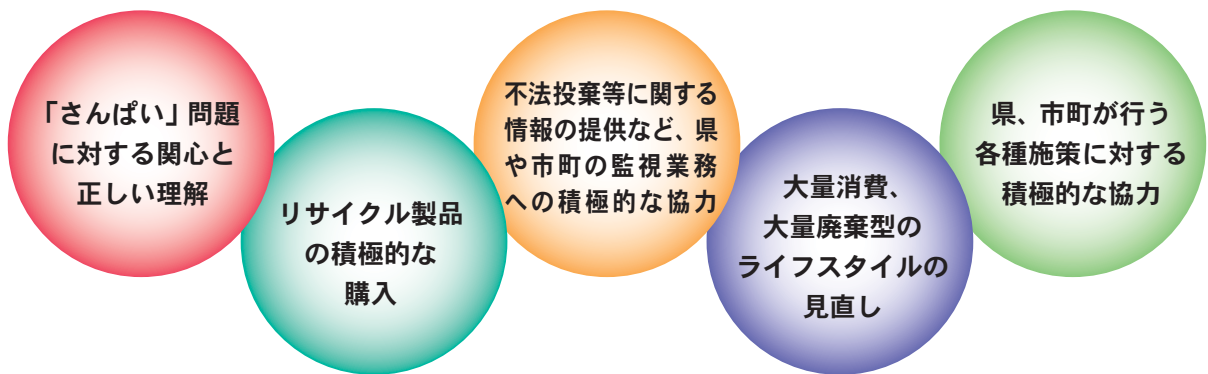 「さんぱい」問題
に対する関心と
正しい理解
リサイクル製品
の積極的な
購入
不法投棄等に関する
情報の提供など、県
や市町の監視業務
への積極的な協力
大量消費、
大量廃棄型の
ライフスタイルの
見直し
県、市町が行う
各種施策に対する
積極的な協力